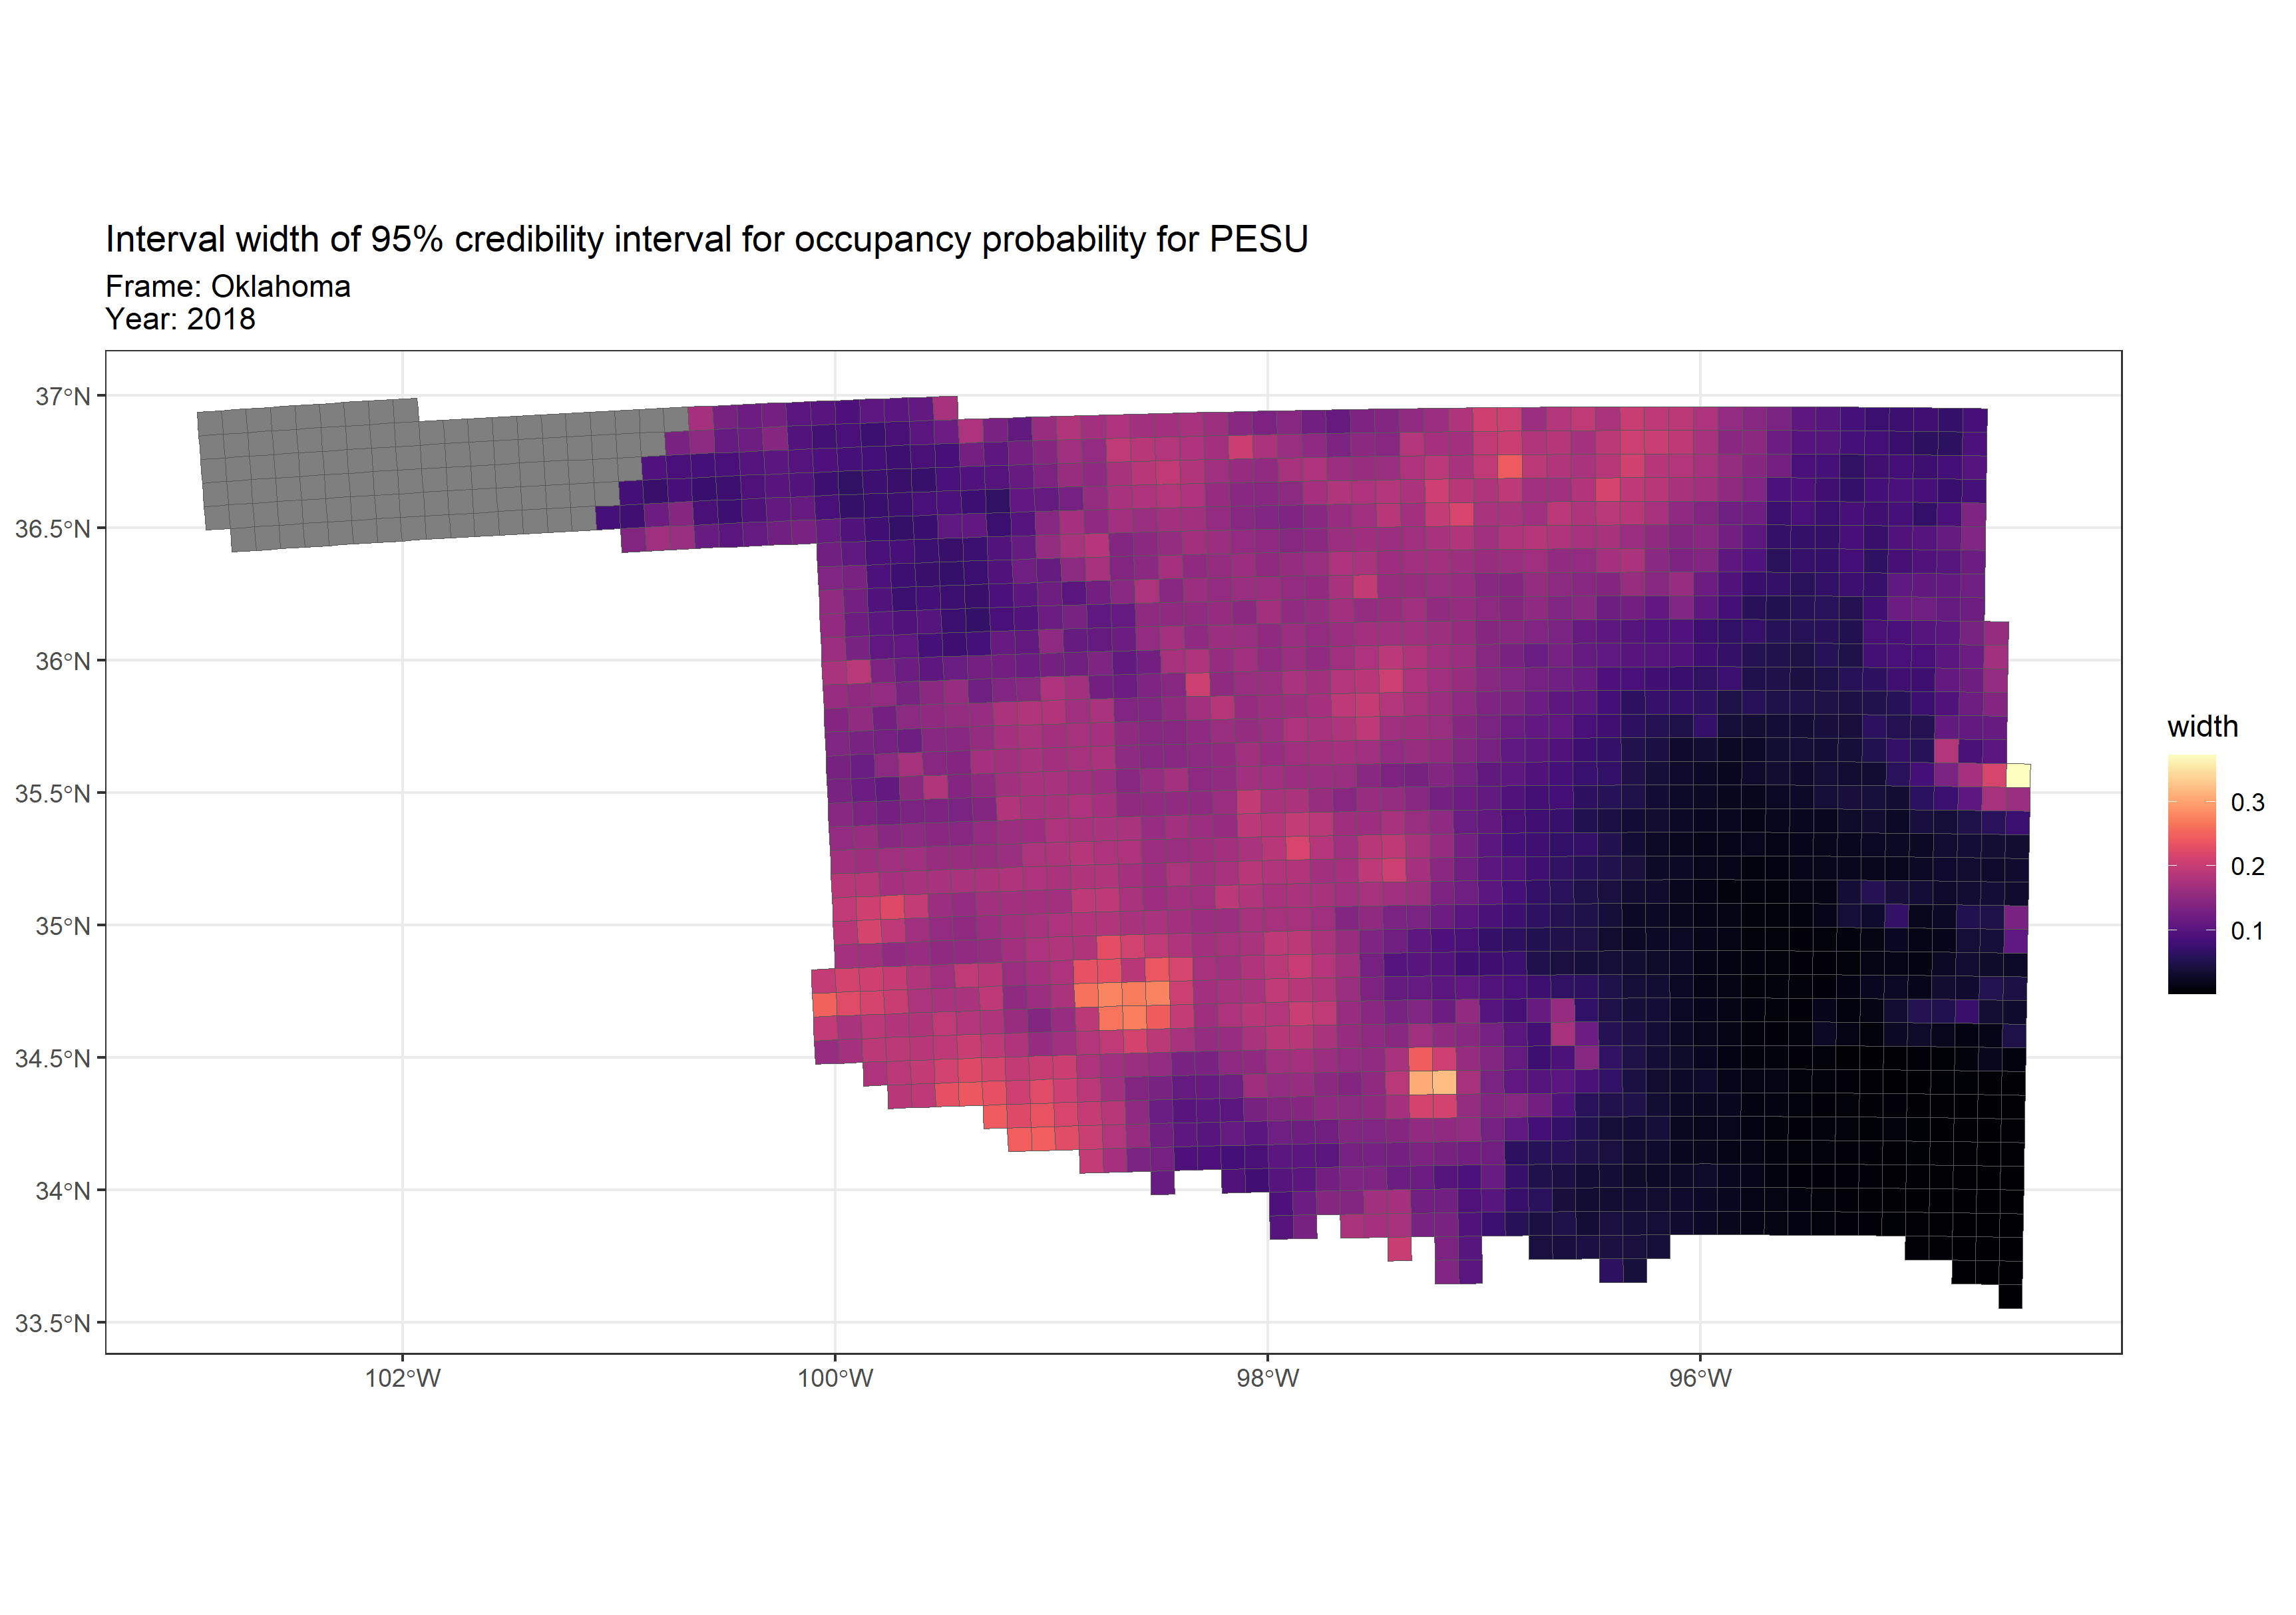 Interval width of 95% credibility interval for occupancy probability for PESU
Frame: Oklahoma
Year: 2018
37°N
36.5°N
36°N
35.5°N
35°N
34.5°N
34°N
33.5°N
102°W
100°W
98°W
96°W
width
0.3
0.2
0.1